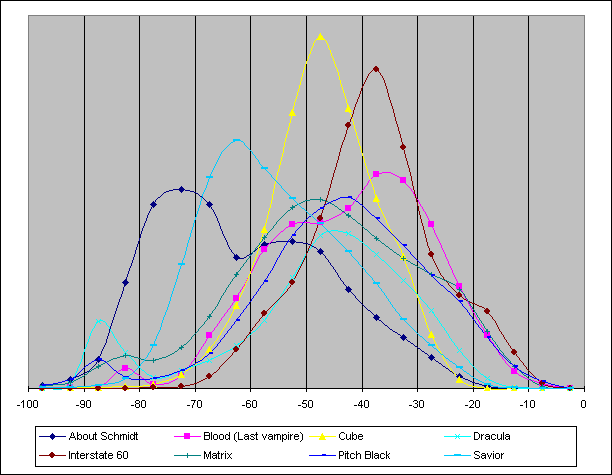 -100 -90 -80 -70 -60 -50 -40 -30 -20 -10 0
About Schmidt Blood (Last vampire) Cube Dracula
Interstate 60 Matrix Pitch Black Savior